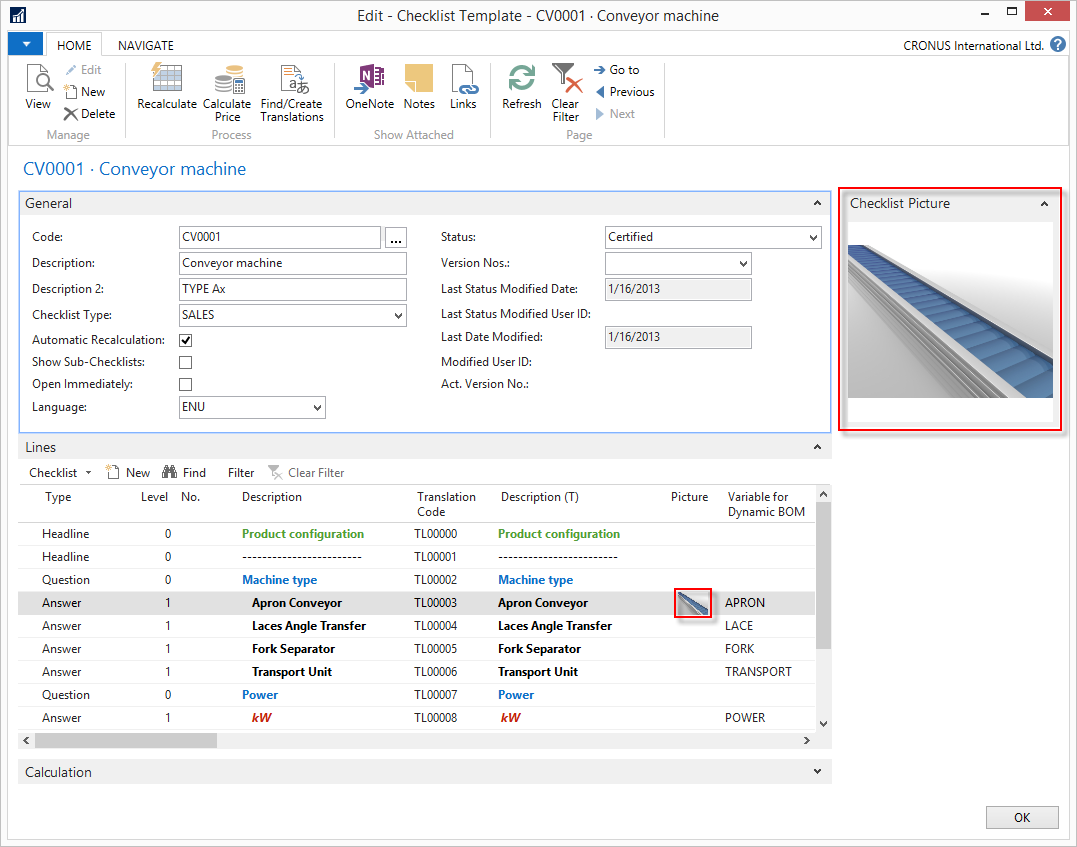 Edit - Checklist Template - CV0001 · Conveyor machine
HOME NAVIGATE CRONUS International Ltd. ?
View Edit New Delete
Manage
Recalculate Calculate Price Find/Create Translations
Process
OneNote Notes Links
Show Attached
Refresh Clear Filter Go to Previous Next
Page
CV0001 · Conveyor machine
General
Code: CV0001 ...
Description: Conveyor machine
Description 2: TYPE Ax
Checklist Type: SALES
Automatic Recalculation:
Show Sub-Checklists:
Open Immediately:
Language: ENU
Status: Certified
Version Nos.:
Last Status Modified Date: 1/16/2013
Last Status Modified User ID:
Last Date Modified: 1/16/2013
Modified User ID:
Act. Version No.:
Checklist Picture
Lines
Checklist New Find Filter Clear Filter
Type Level No. Description Translation Code Description (T) Picture Variable for Dynamic BOM
Headline 0 Product configuration TL00000 Product configuration
Headline 0 ------------------------ TL00001 ------------------------
Question 0 Machine type TL00002 Machine type
Answer 1 Apron Conveyor TL00003 Apron Conveyor APRON
Answer 1 Laces Angle Transfer TL00004 Laces Angle Transfer LACE
Answer 1 Fork Separator TL00005 Fork Separator FORK
Answer 1 Transport Unit TL00006 Transport Unit TRANSPORT
Question 0 Power TL00007 Power
Answer 1 kW TL00008 kW POWER
Calculation
OK